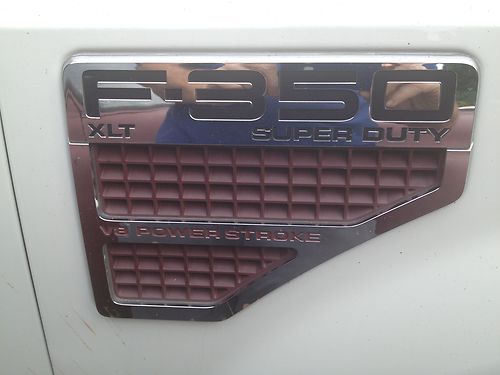 F-350
XLT SUPER DUTY
V8 POWER STROKE